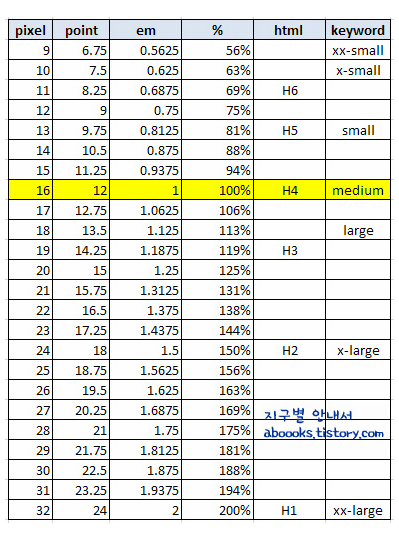 pixel point em % html keyword
9 6.75 0.5625 56% xx-small
10 7.5 0.625 63% x-small
11 8.25 0.6875 69% H6
12 9 0.75 75%
13 9.75 0.8125 81% H5 small
14 10.5 0.875 88%
15 11.25 0.9375 94%
16 12 1 100% H4 medium
17 12.75 1.0625 106%
18 13.5 1.125 113% large
19 14.25 1.1875 119% H3
20 15 1.25 125%
21 15.75 1.3125 131%
22 16.5 1.375 138%
23 17.25 1.4375 144%
24 18 1.5 150% H2 x-large
25 18.75 1.5625 156%
26 19.5 1.625 163%
27 20.25 1.6875 169%
28 21 1.75 175%
29 21.75 1.8125 181%
30 22.5 1.875 188%
31 23.25 1.9375 194%
32 24 2 200% H1 xx-large
지구별 안내서
aboooks.tistory.com